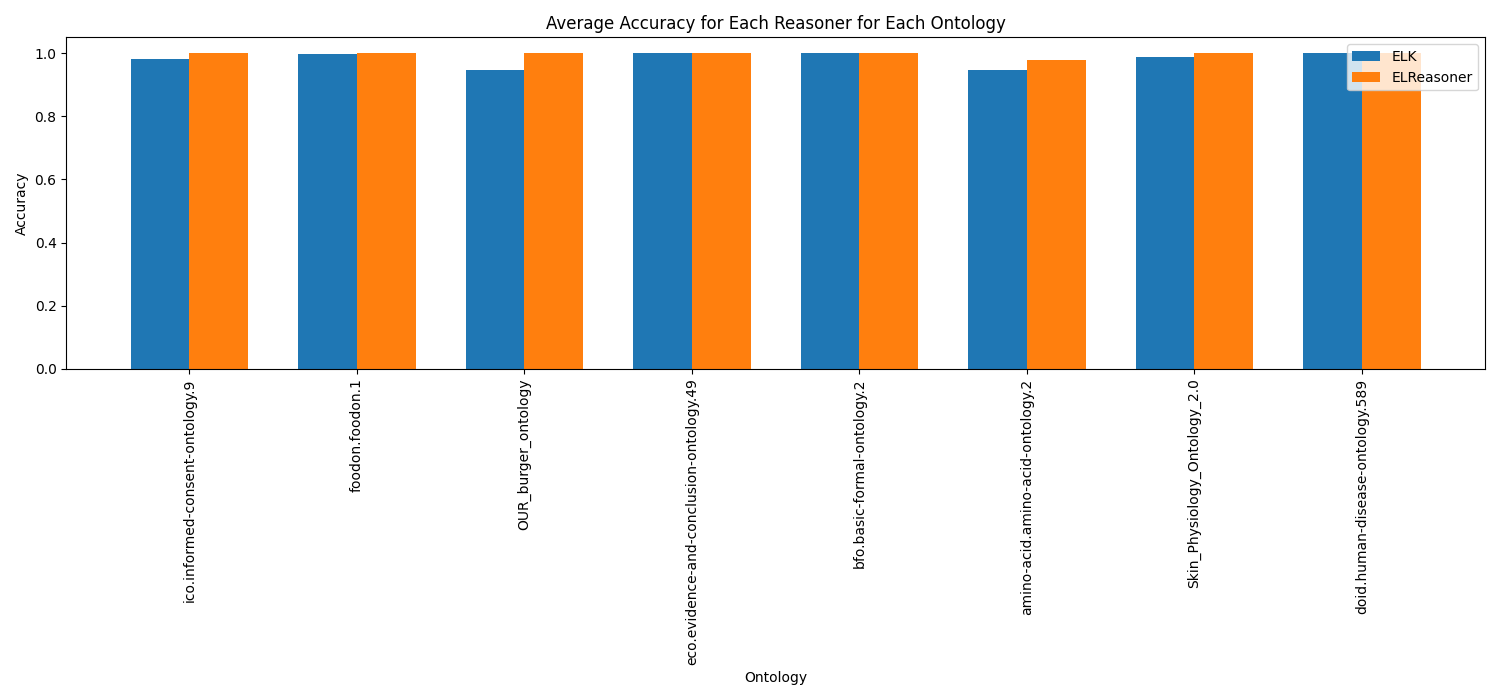 Average Accuracy for Each Reasoner for Each Ontology
ELK
ELReasoner
Accuracy
1.0
0.8
0.6
0.4
0.2
0.0
ico.informed-consent-ontology.9
foodon.foodon.1
OUR_burger_ontology
eco.evidence-and-conclusion-ontology.49
bfo.basic-formal-ontology.2
amino-acid.amino-acid-ontology.2
Skin_Physiology_Ontology_2.0
doid.human-disease-ontology.589
Ontology